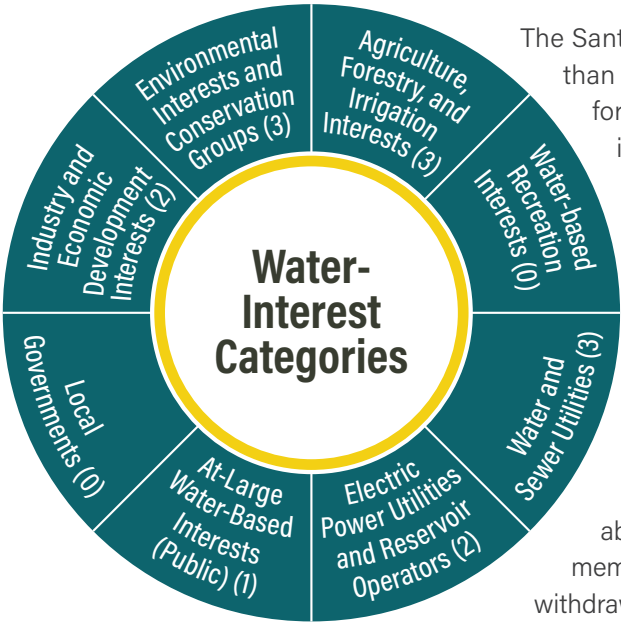 Water-
Interest
Categories
Agriculture,
Forestry, and
Irrigation
Interests (3)
Water-based
Recreation
Interests (0)
Water and
Sewer Utilities (3)
Electric
Power Utilities
and Reservoir
Operators (2)
At-Large
Water-Based
Interests
(Public) (1)
Local
Governments (0)
Industry and
Economic
Development
Interests (2)
Environmental
Interests and
Conservation
Groups (3)
The Sant
than
for
i
ab
mem
withdraw